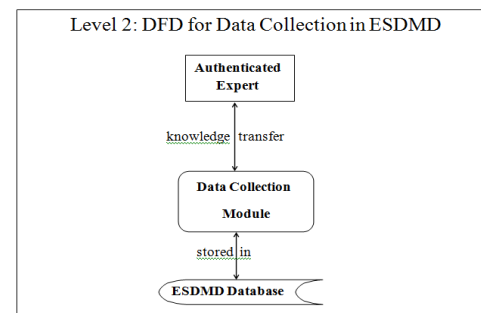 Level 2: DFD for Data Collection in ESDMD
Authenticated
Expert
knowledge transfer
Data Collection
Module
stored in
ESDMD Database